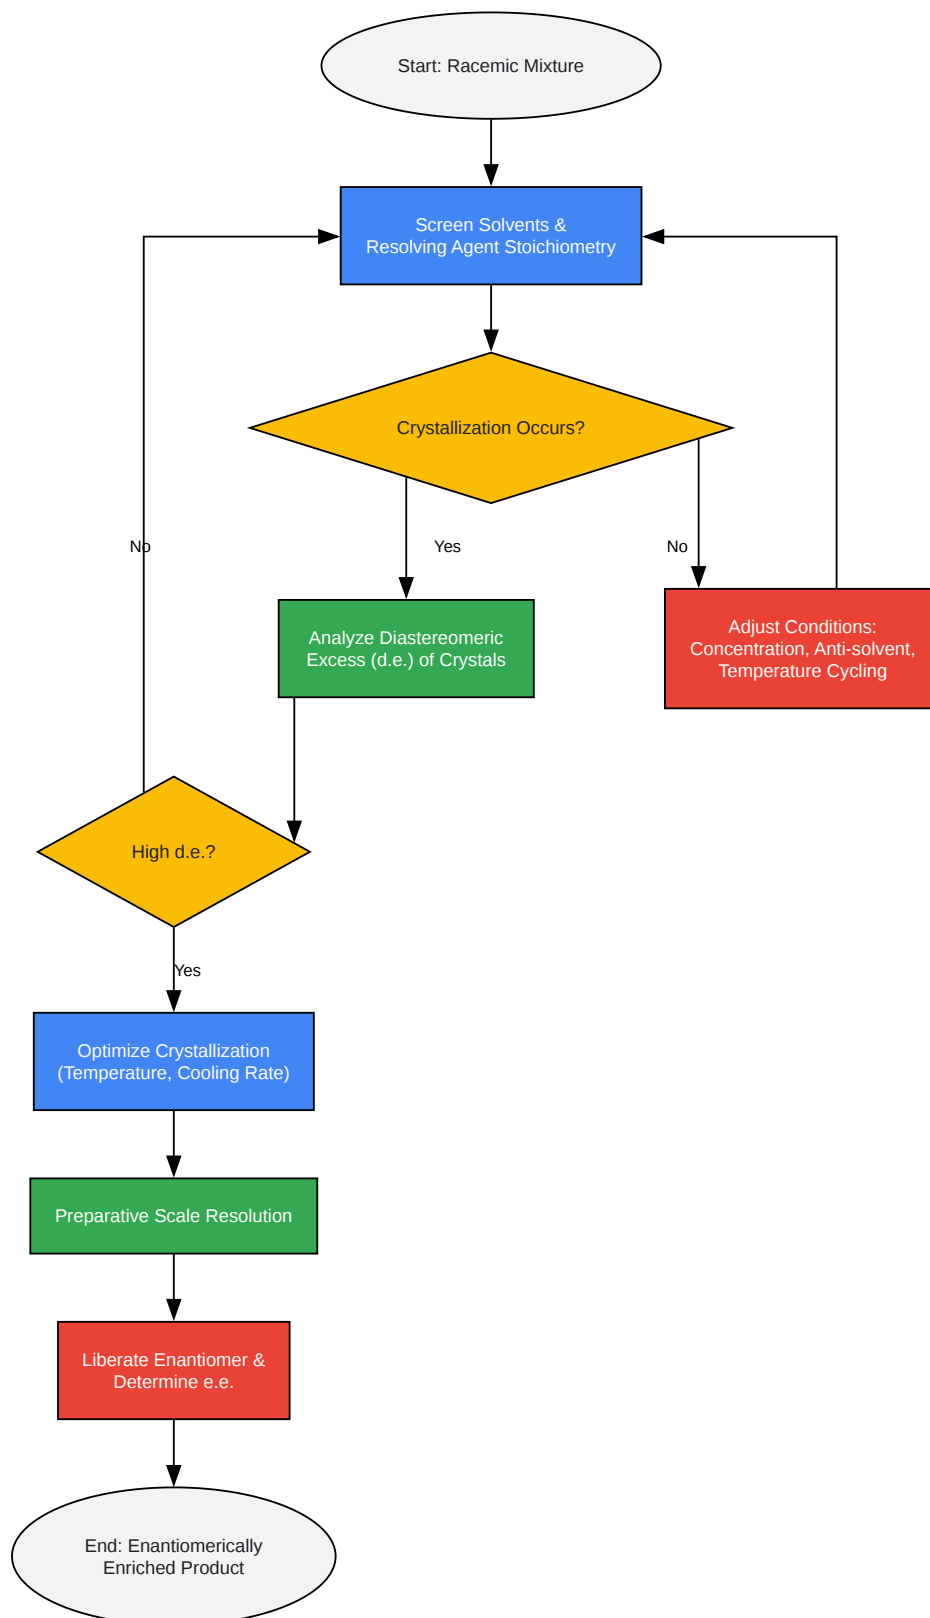 Start: Racemic Mixture
Screen Solvents &
Resolving Agent Stoichiometry
Crystallization Occurs?
No
Yes
No
Analyze Diastereomeric
Excess (d.e.) of Crystals
Adjust Conditions:
Concentration, Anti-solvent,
Temperature Cycling
High d.e.?
Yes
Optimize Crystallization
(Temperature, Cooling Rate)
Preparative Scale Resolution
Liberate Enantiomer &
Determine e.e.
End: Enantiomerically
Enriched Product